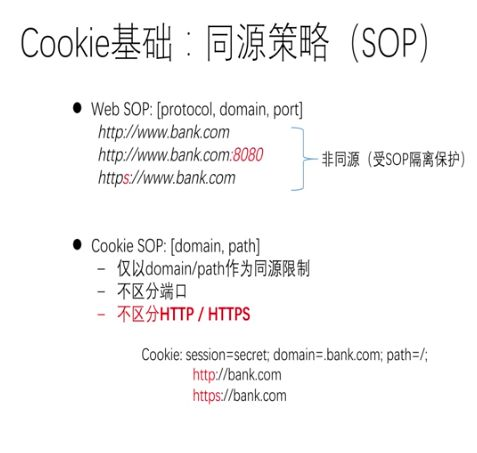 Cookie基础：同源策略（SOP）
● Web SOP: [protocol, domain, port]
http://www.bank.com
http://www.bank.com:8080
非同源（受SOP隔离保护）
https://www.bank.com
● Cookie SOP: [domain, path]
– 仅以domain/path作为同源限制
– 不区分端口
– 不区分HTTP / HTTPS
Cookie: session=secret; domain=.bank.com; path=/;
http://bank.com
https://bank.com